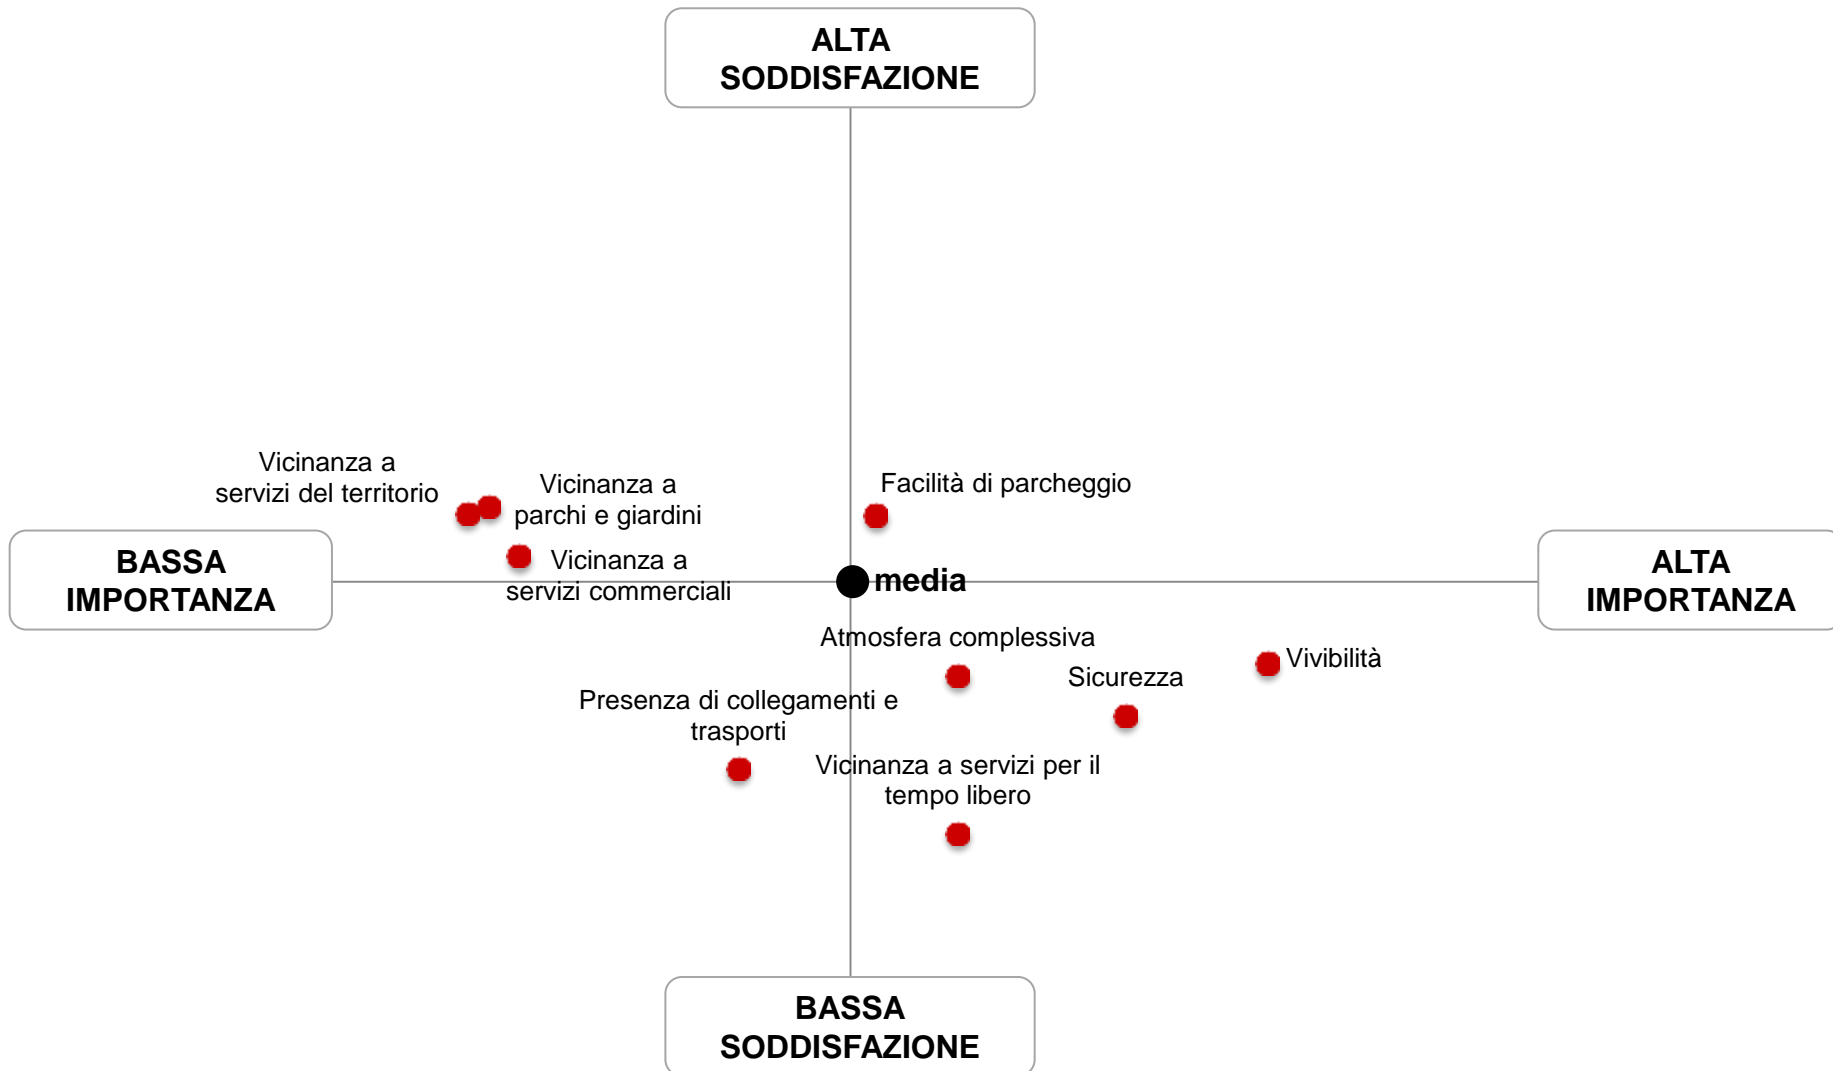 ALTA
SODDISFAZIONE
Vicinanza a
servizi del territorio
Vicinanza a
parchi e giardini
Facilità di parcheggio
BASSA
IMPORTANZA
Vicinanza a
servizi commerciali
media
ALTA
IMPORTANZA
Atmosfera complessiva
Vivibilità
Sicurezza
Presenza di collegamenti e
trasporti
Vicinanza a servizi per il
tempo libero
BASSA
SODDISFAZIONE